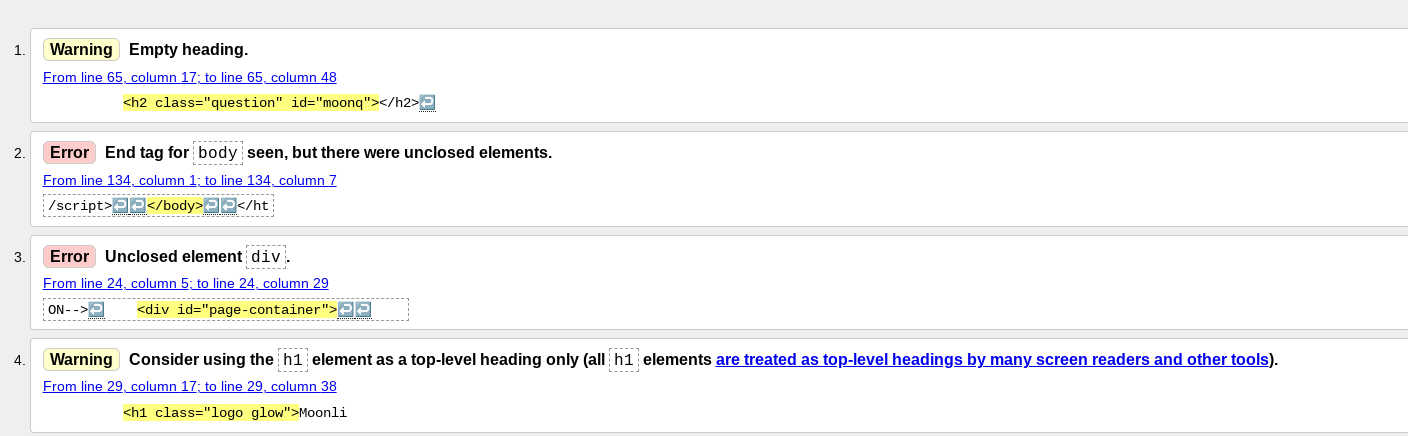 1. Warning Empty heading.
From line 65, column 17; to line 65, column 48
<h2 class="question" id="moonq"></h2>↩
2. Error End tag for body seen, but there were unclosed elements.
From line 134, column 1; to line 134, column 7
/script>↩↩</body>↩↩</ht
3. Error Unclosed element div.
From line 24, column 5; to line 24, column 29
ON-->↩    <div id="page-container">↩↩
4. Warning Consider using the h1 element as a top-level heading only (all h1 elements are treated as top-level headings by many screen readers and other tools).
From line 29, column 17; to line 29, column 38
<h1 class="logo glow">Moonli